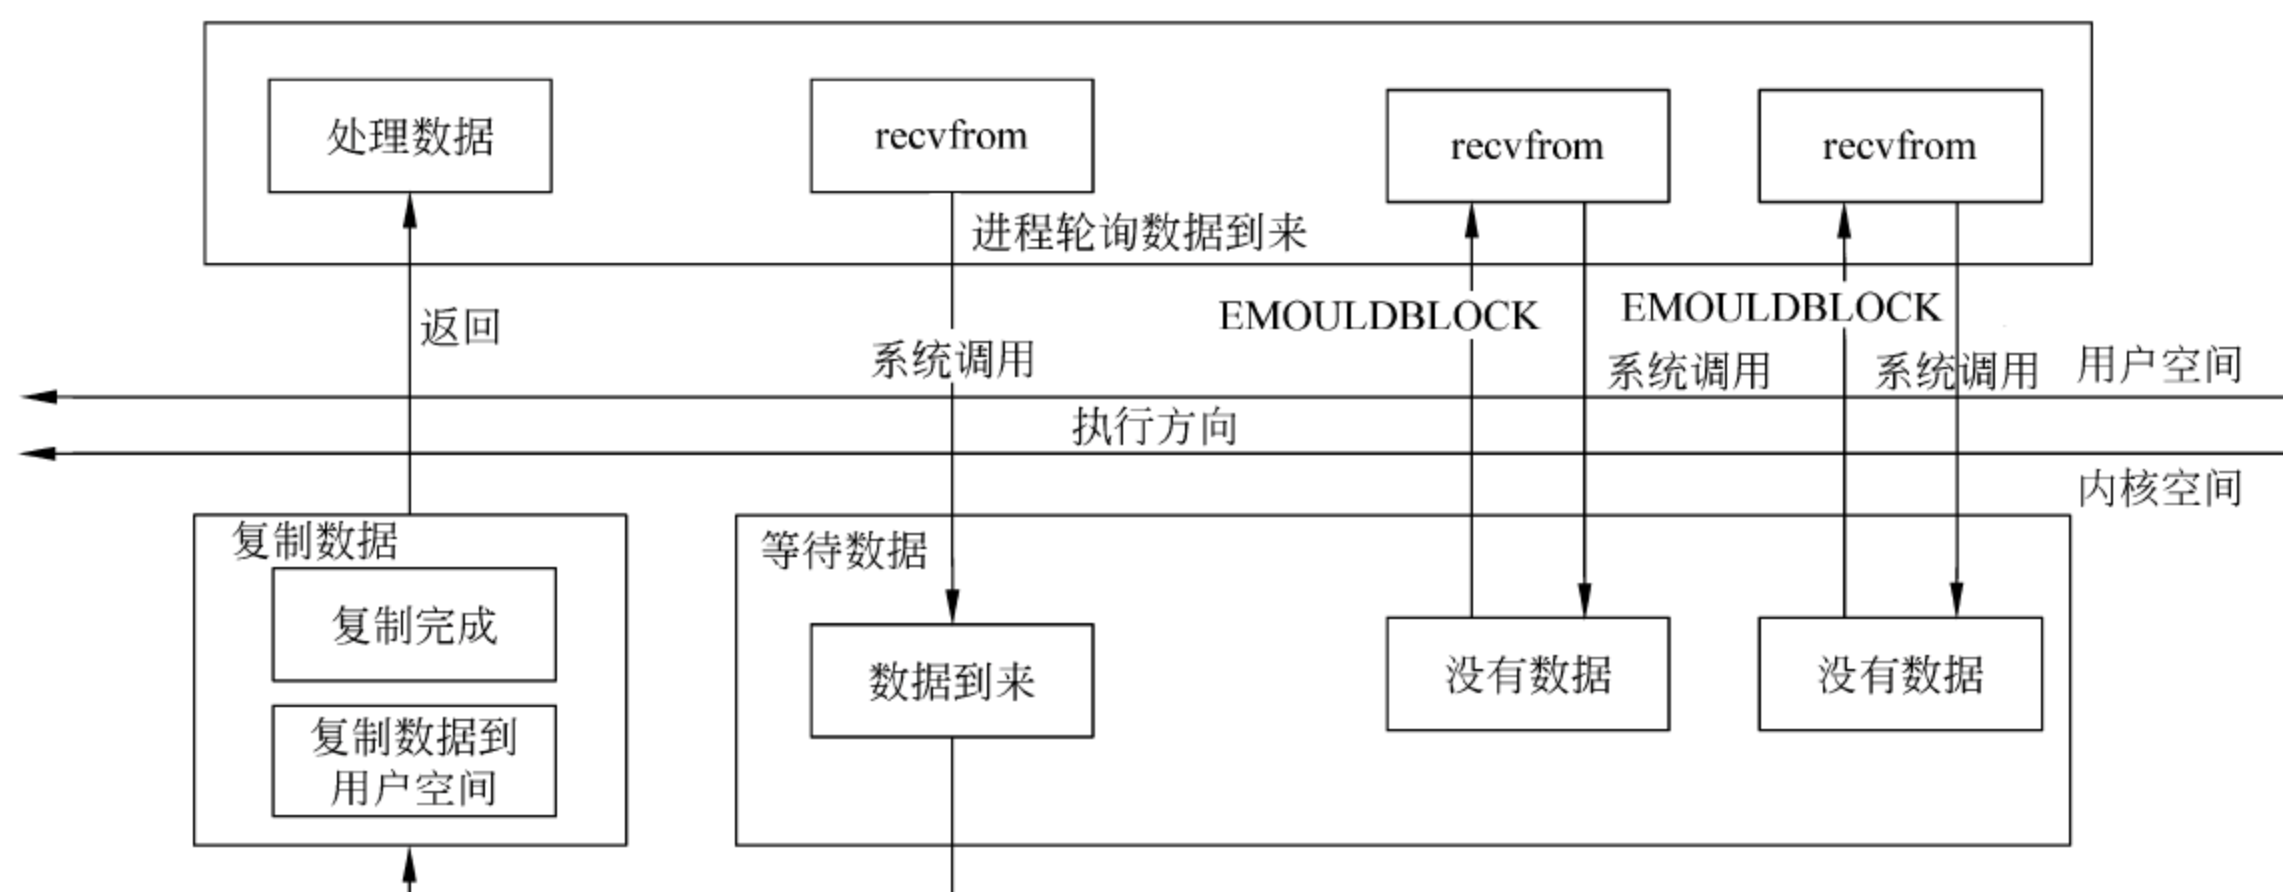 处理数据
recvfrom
recvfrom
recvfrom
进程轮询数据到来
返回
EMOULDBLOCK
EMOULDBLOCK
系统调用
系统调用
系统调用
用户空间
执行方向
内核空间
复制数据
等待数据
复制完成
数据到来
没有数据
没有数据
复制数据到
用户空间